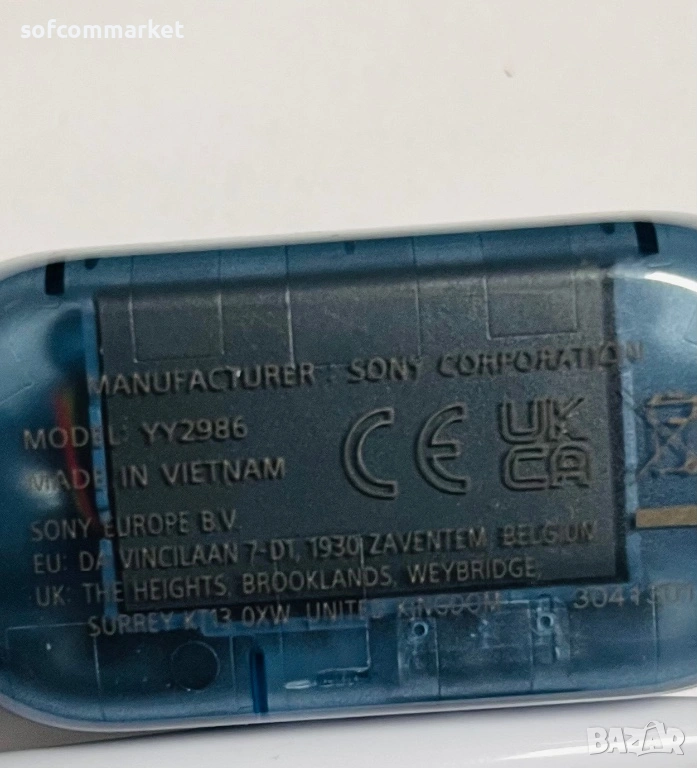 sofcommarket
MANUFACTURER : SONY CORPORATION
MODEL: YY2986
MADE IN VIETNAM
CE
UK
CA
SONY EUROPE B.V.
EU: DA VINCILAAN 7-D1, 1930 ZAVENTEM, BELGIUM
UK: THE HEIGHTS, BROOKLANDS, WEYBRIDGE,
SURREY KT13 0XW, UNITED KINGDOM
BAZAR